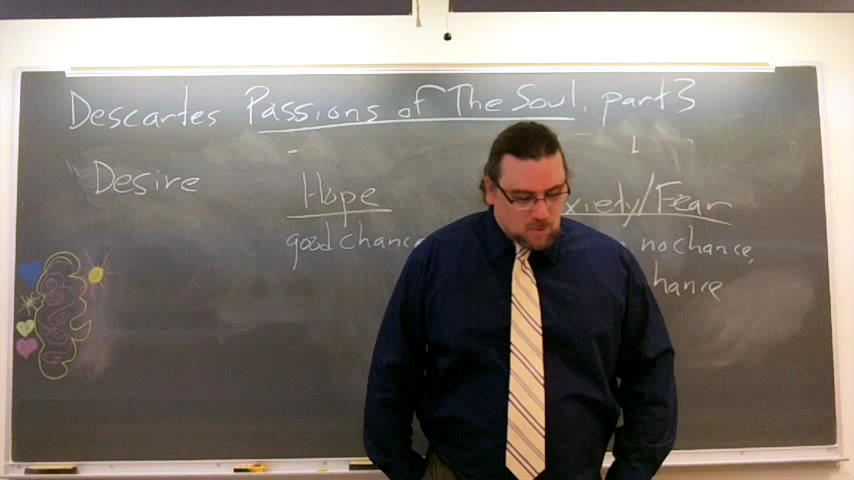 Descartes Passions of The Soul, part 3
Desire
Hope
xiety/Fear
good chance
no chance,
hance